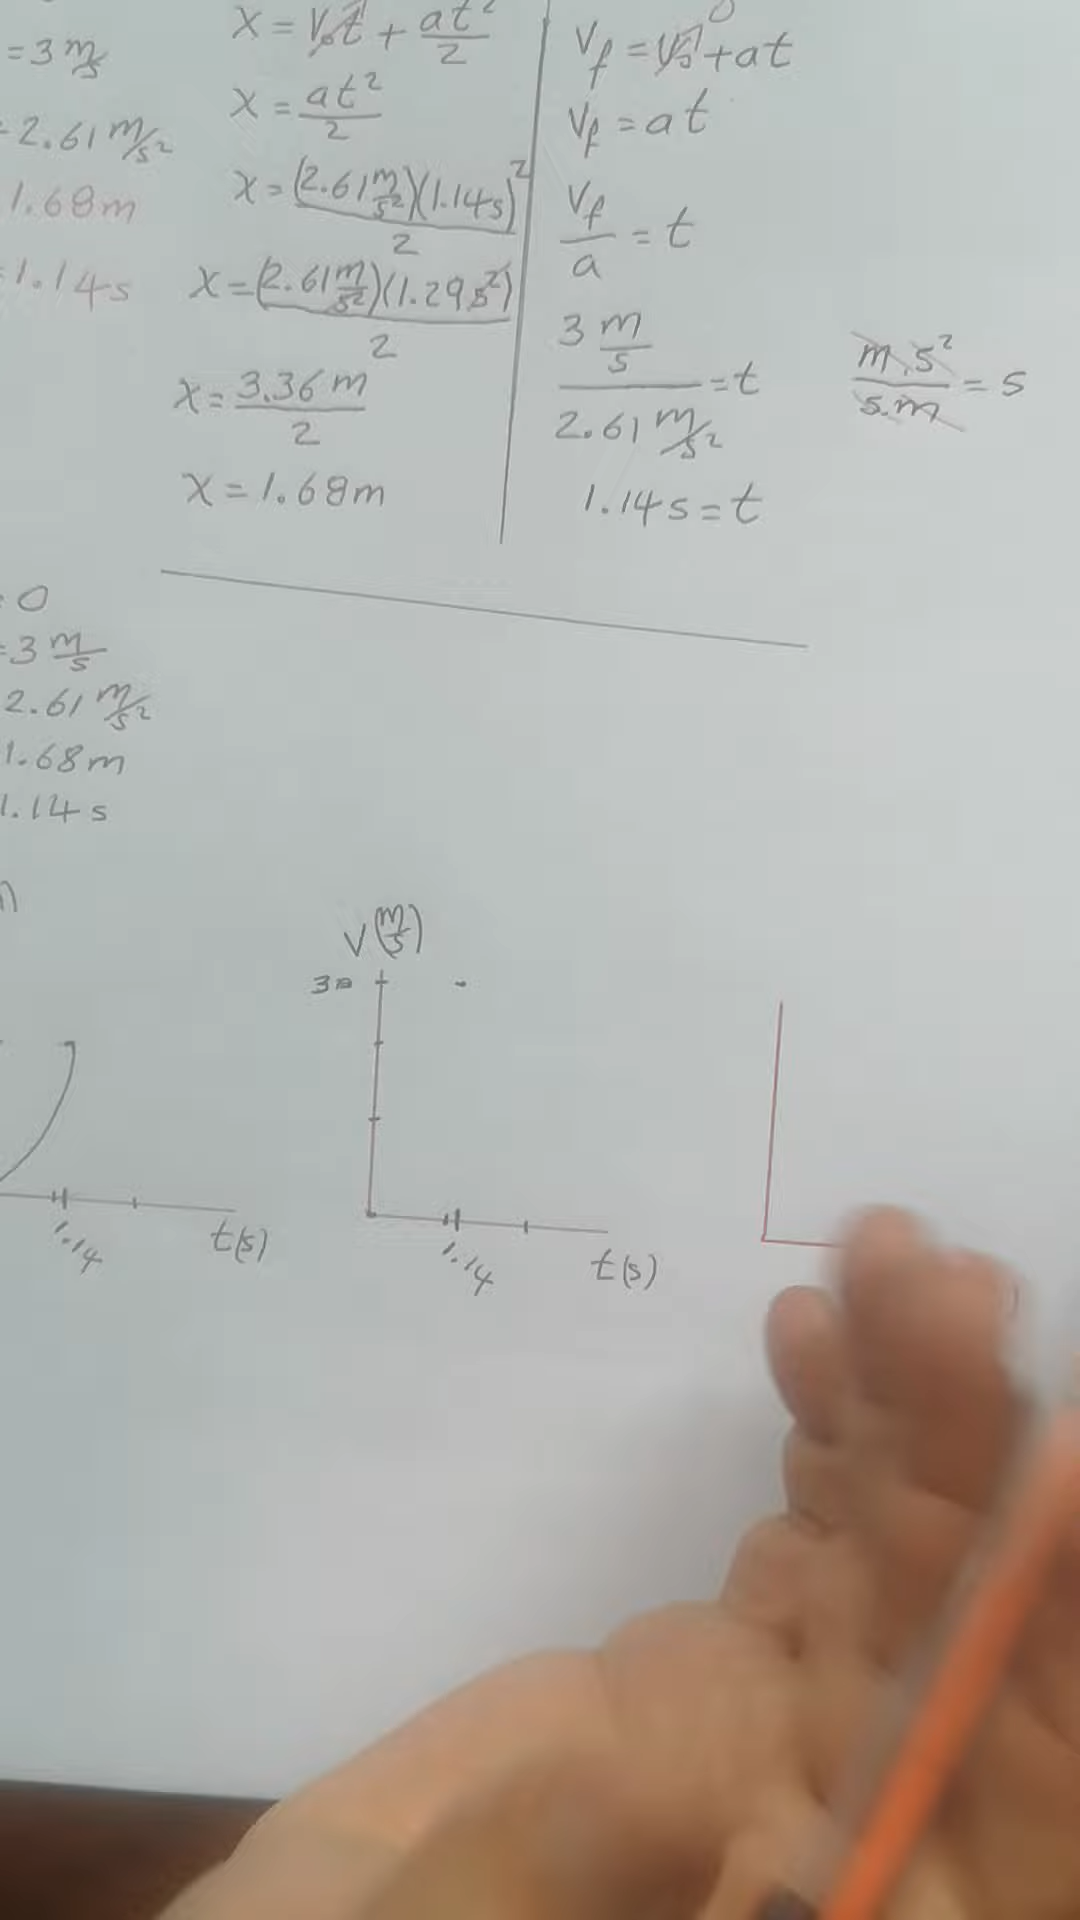 =3 m/s
=2.61 m/s²
1.68m
=1.14s
x = V₀t + at²/2
x = at²/2
x = (2.61 m/s²)(1.14s)²/2
x = (2.61 m/s²)(1.29s²)/2
x = 3.36 m/2
x = 1.68m
0
Vf = V₀ + at
Vf = at
Vf/a = t
3 m/s / 2.61 m/s² = t
1.14s = t
m.s²/s.m = s
=0
=3 m/s
2.61 m/s²
1.68m
1.14s
1.14
t(s)
V(m/s)
3
1.14
t(s)